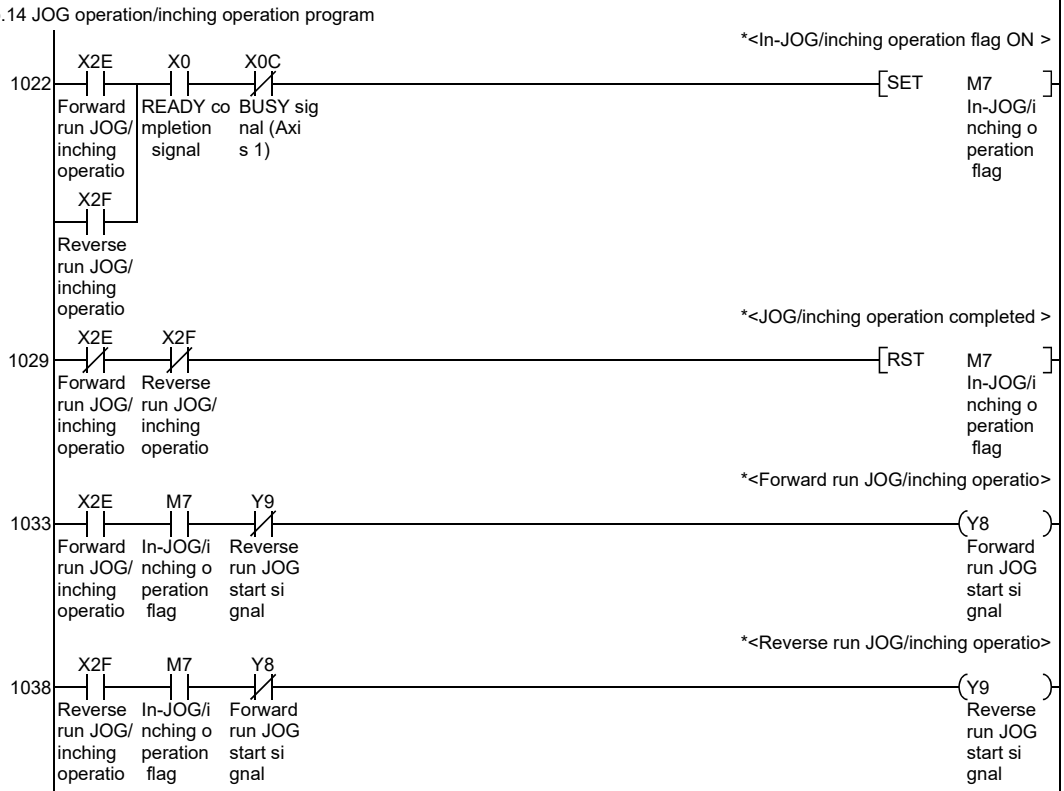 .14 JOG operation/inching operation program
*<In-JOG/inching operation flag ON >
X2E X0 X0C
1022 SET M7
Forward READY co BUSY sig In-JOG/i
run JOG/ mpletion nal (Axi nching o
inching signal s 1) peration
operatio flag
X2F
Reverse
run JOG/
inching
operatio
*<JOG/inching operation completed >
X2E X2F
1029 RST M7
Forward Reverse In-JOG/i
run JOG/ run JOG/ nching o
inching inching peration
operatio operatio flag
*<Forward run JOG/inching operatio>
X2E M7 Y9
1033 Y8
Forward In-JOG/i Reverse Forward
run JOG/ nching o run JOG run JOG
inching peration start si start si
operatio flag gnal gnal
*<Reverse run JOG/inching operatio>
X2F M7 Y8
1038 Y9
Reverse In-JOG/i Forward Reverse
run JOG/ nching o run JOG run JOG
inching peration start si start si
operatio flag gnal gnal